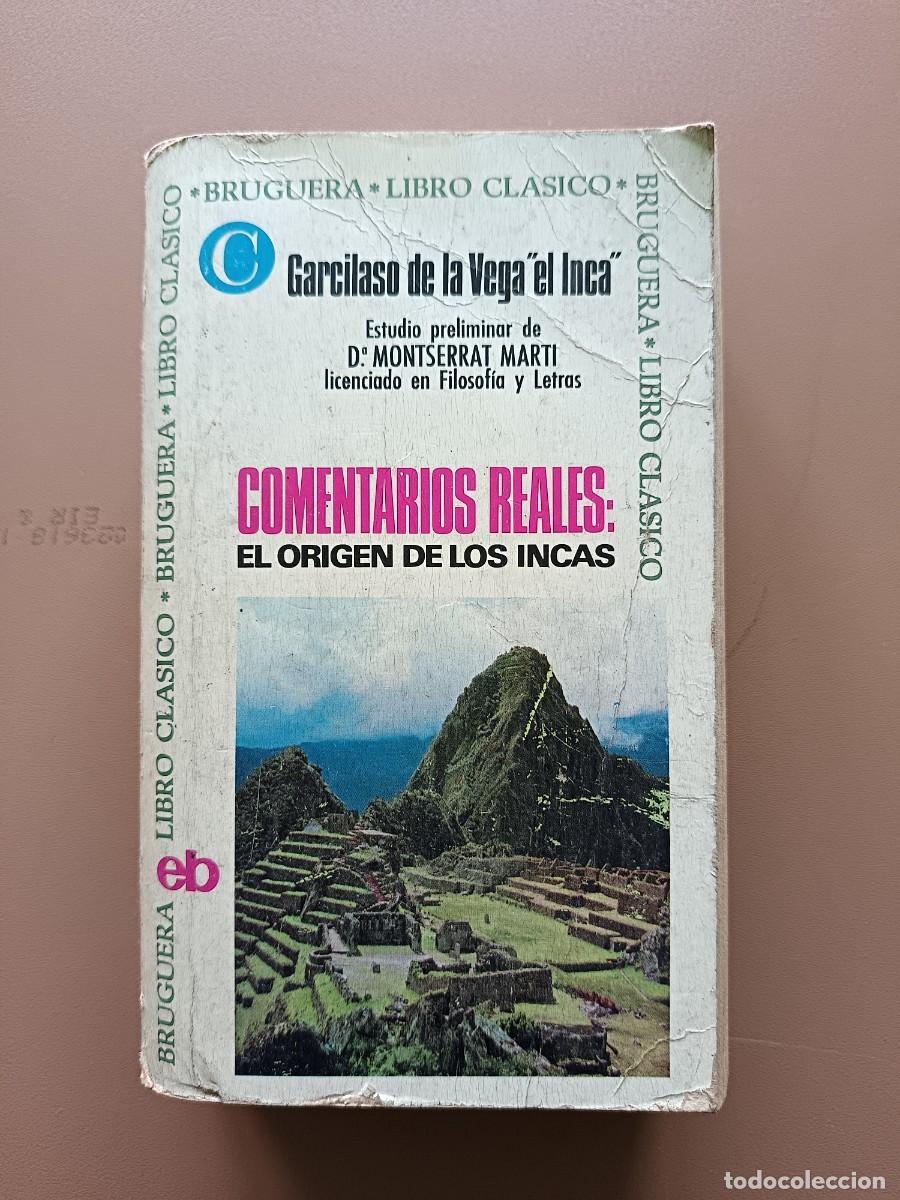 *BRUGUERA*LIBRO CLASICO*
BRUGUERA*LIBRO CLASICO
BRUGUERA LIBRO CLASICO * BRUGUERA * LIBRO CLASICO
C
Garcilaso de la Vega "el Inca"
Estudio preliminar de
D.ª MONTSERRAT MARTI
licenciado en Filosofía y Letras
COMENTARIOS REALES:
EL ORIGEN DE LOS INCAS
eb
todocoleccion